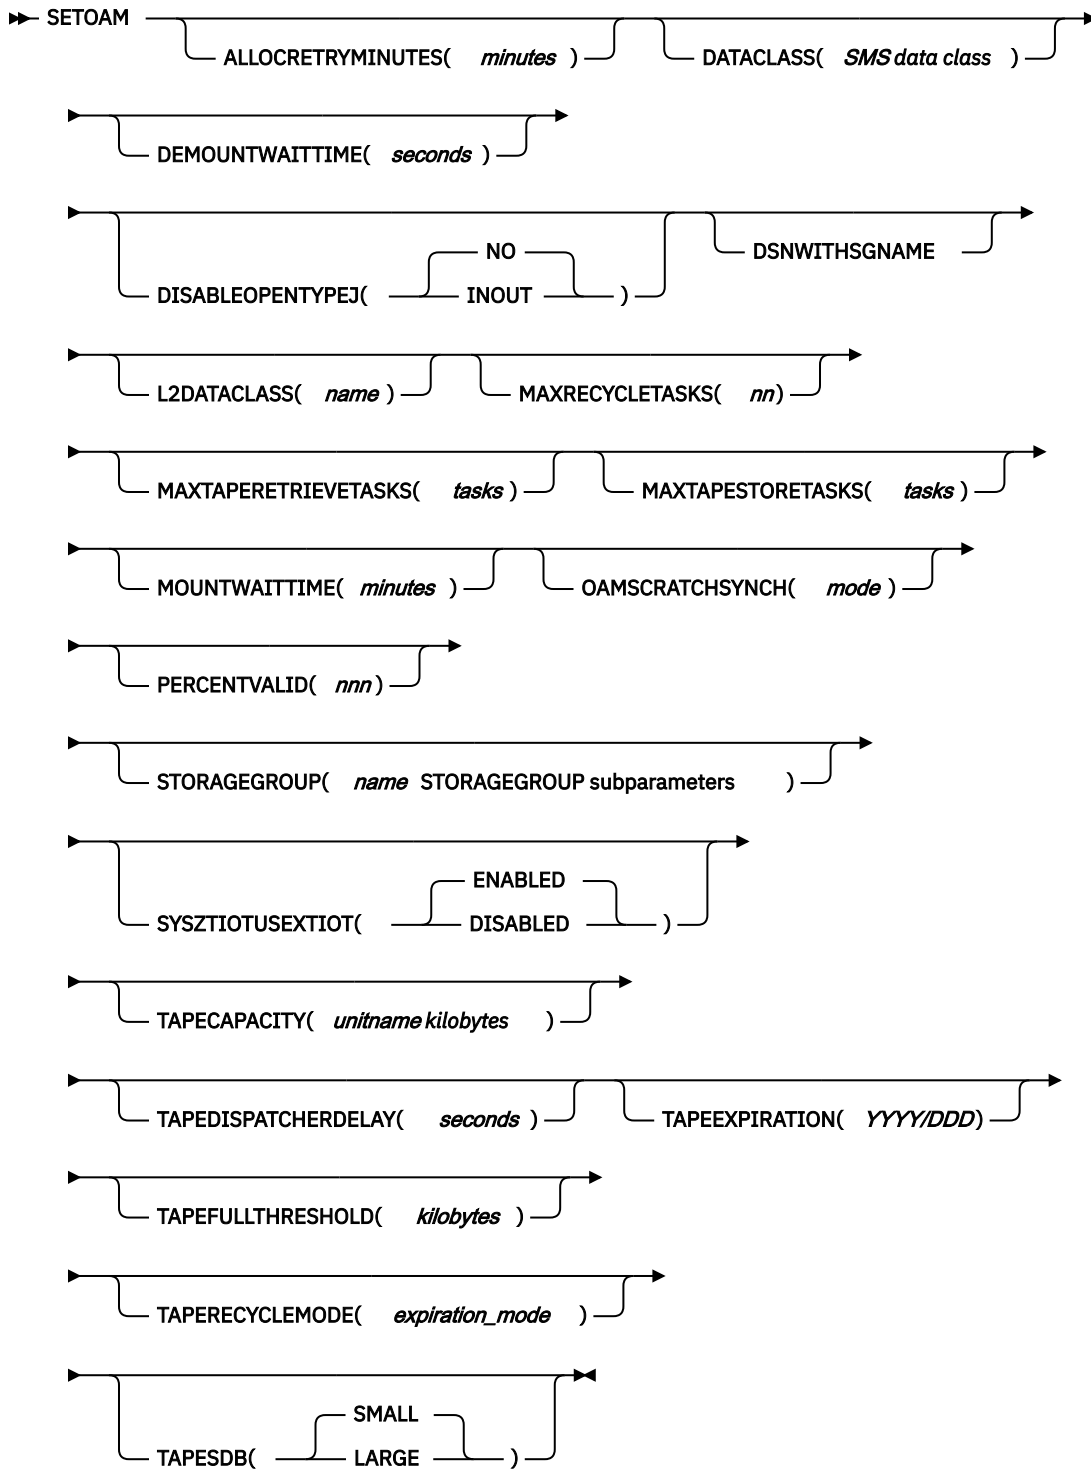 SETOAM
ALLOCRETRYMINUTES( minutes ) DATACLASS( SMS data class )
DEMOUNTWAITTIME( seconds )
NO
DSNWITHSGNAME
DISABLEOPENTYPEJ( INOUT )
L2DATACLASS( name ) MAXRECYCLETASKS( nn)
MAXTAPERETRIEVETASKS( tasks ) MAXTAPESTORETASKS( tasks )
MOUNTWAITTIME( minutes ) OAMSCRATCHSYNCH( mode )
PERCENTVALID( nnn )
STORAGEGROUP( name STORAGEGROUP subparameters )
ENABLED
SYSZTIOTUSEXTIOT( DISABLED )
TAPECAPACITY( unitname kilobytes )
TAPEDISPATCHERDELAY( seconds ) TAPEEXPIRATION( YYYY/DDD)
TAPEFULLTHRESHOLD( kilobytes )
TAPERECYCLEMODE( expiration_mode )
SMALL
TAPESDB( LARGE )